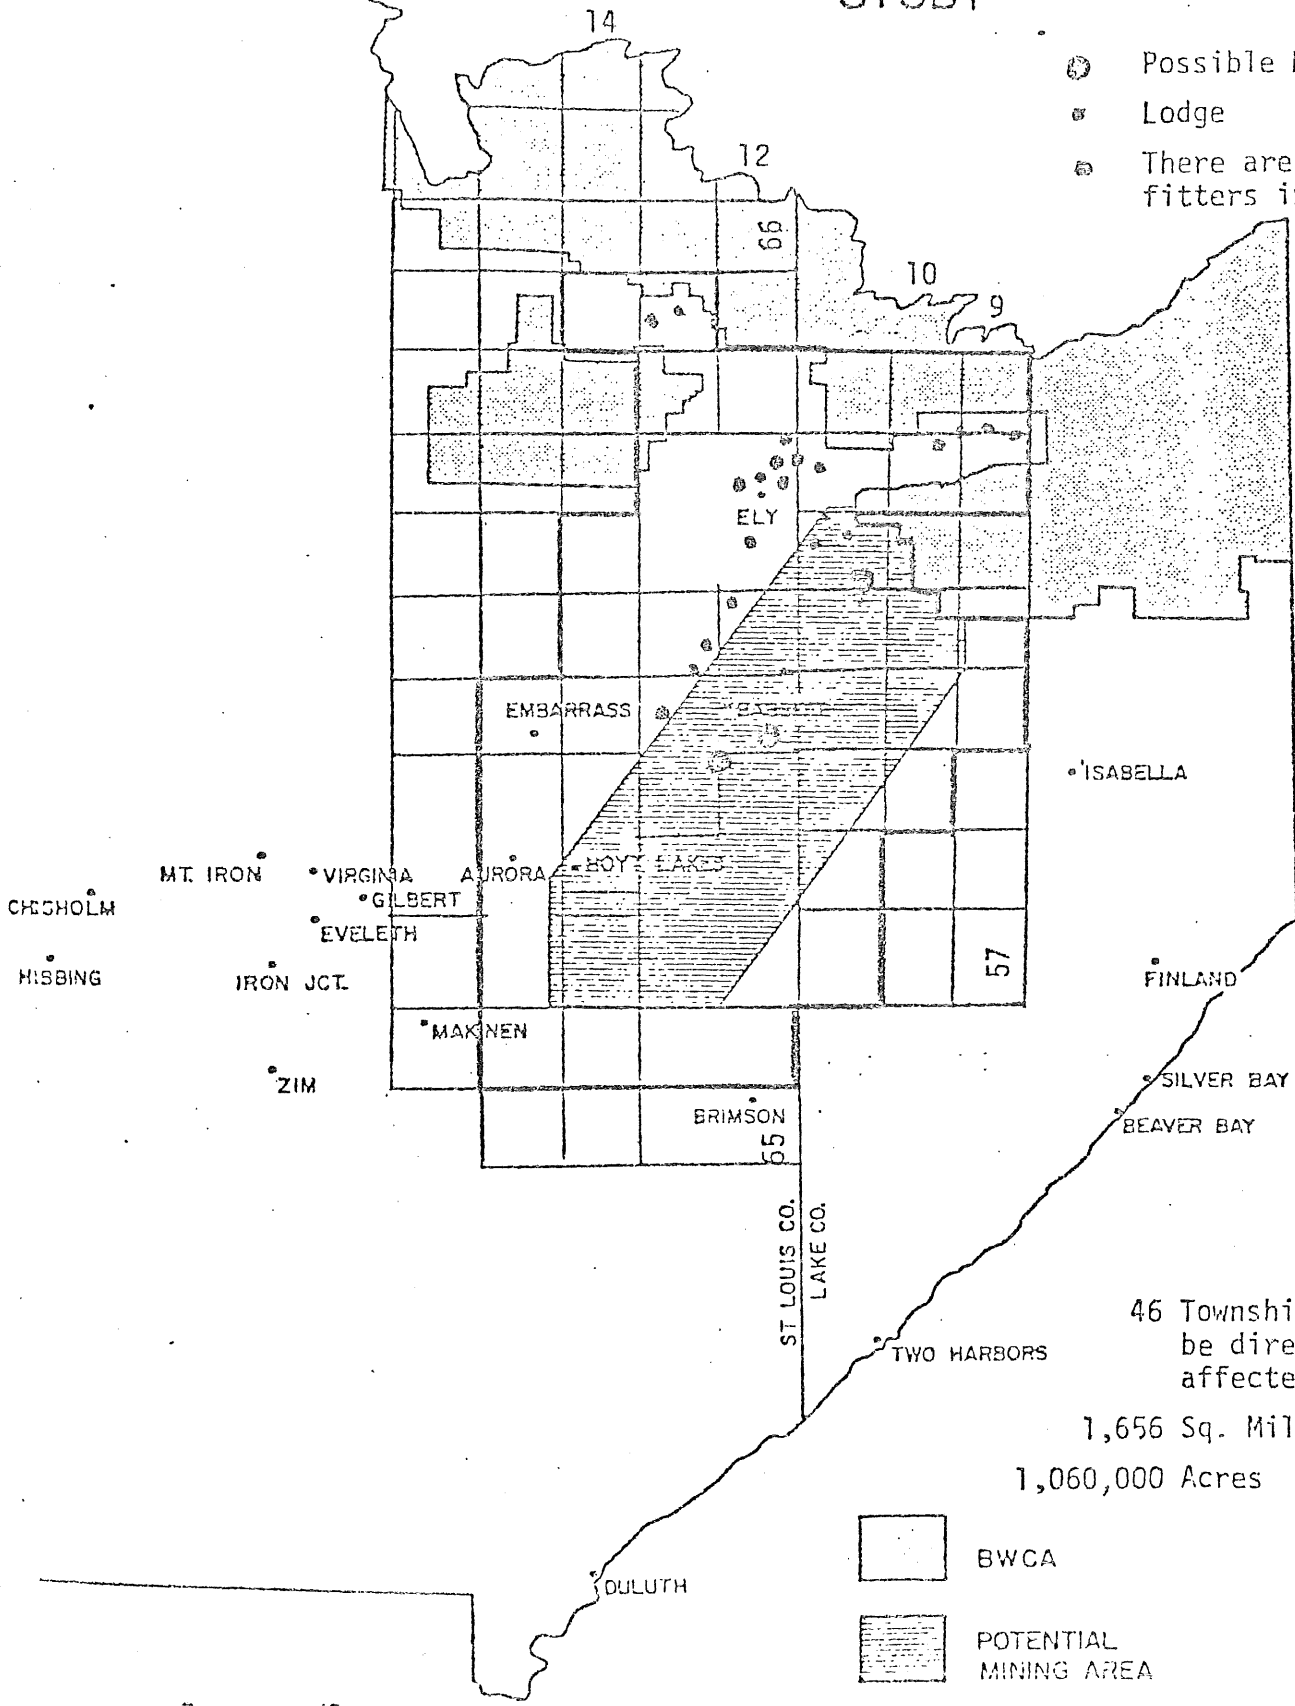 STUDY
14
Possible
Lodge
There are
fitters
12
66
10
9
ELY
EMBARRASS
BABBITT
ISABELLA
MT. IRON
VIRGINIA
AURORA
HOYT LAKES
CHISHOLM
GILBERT
EVELETH
HIBBING
IRON JCT.
57
FINLAND
MAKINEN
ZIM
SILVER BAY
BRIMSON
BEAVER BAY
65
ST LOUIS CO.
LAKE CO.
46 Townshi
be dire
affecte
TWO HARBORS
1,656 Sq. Mil
1,060,000 Acres
BWCA
DULUTH
POTENTIAL
MINING AREA